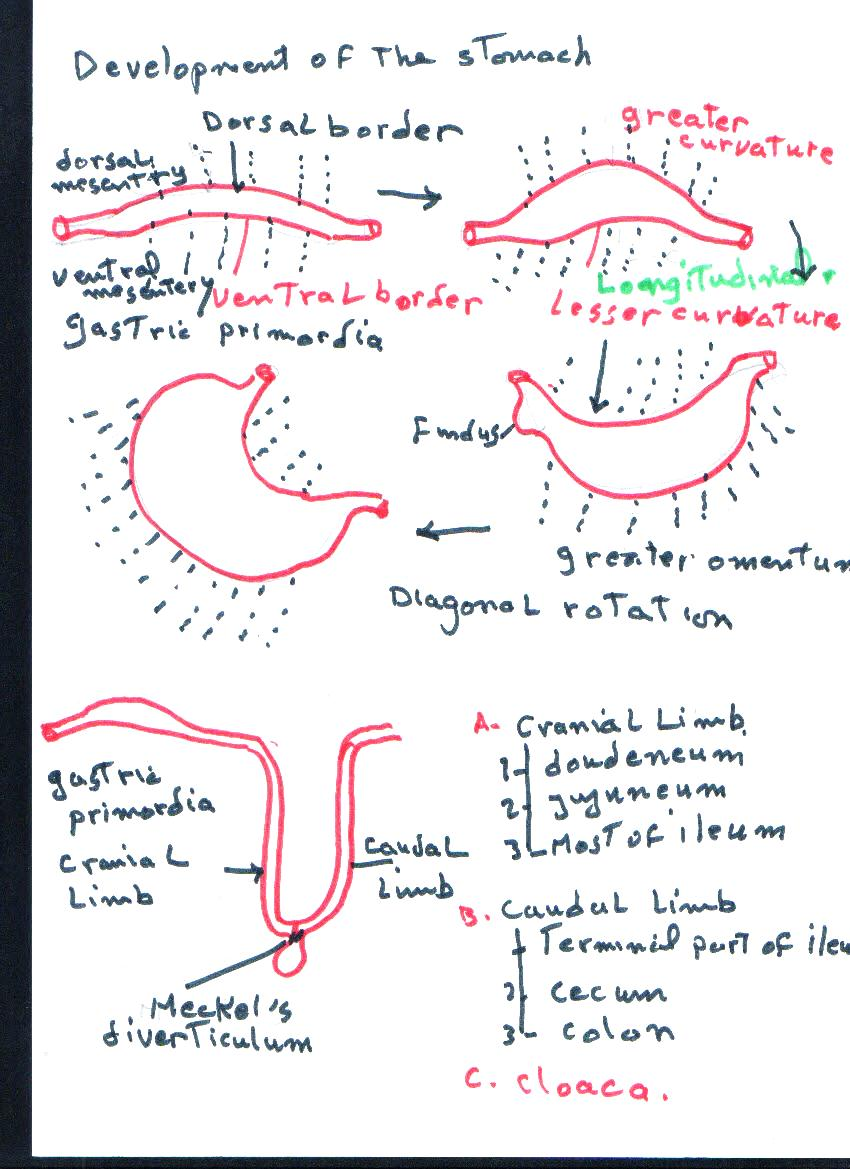 Development of The stomach
Dorsal border
dorsal
mesentry
ventral
mesentery
Ventral border
gastric primordia
greater
curvature
Longitudinal r
Lesser curvature
Fundus
greater omentum
Diagonal rotation
gastric
primordia
Cranial
Limb
Caudal
Limb
Meckel's
diverticulum
A- Cranial Limb
1- doudeneum
2- jujuneum
3- Most of ileum
B. Caudal Limb
1 Terminal part of ileu
2 cecum
3- colon
C. cloaca.